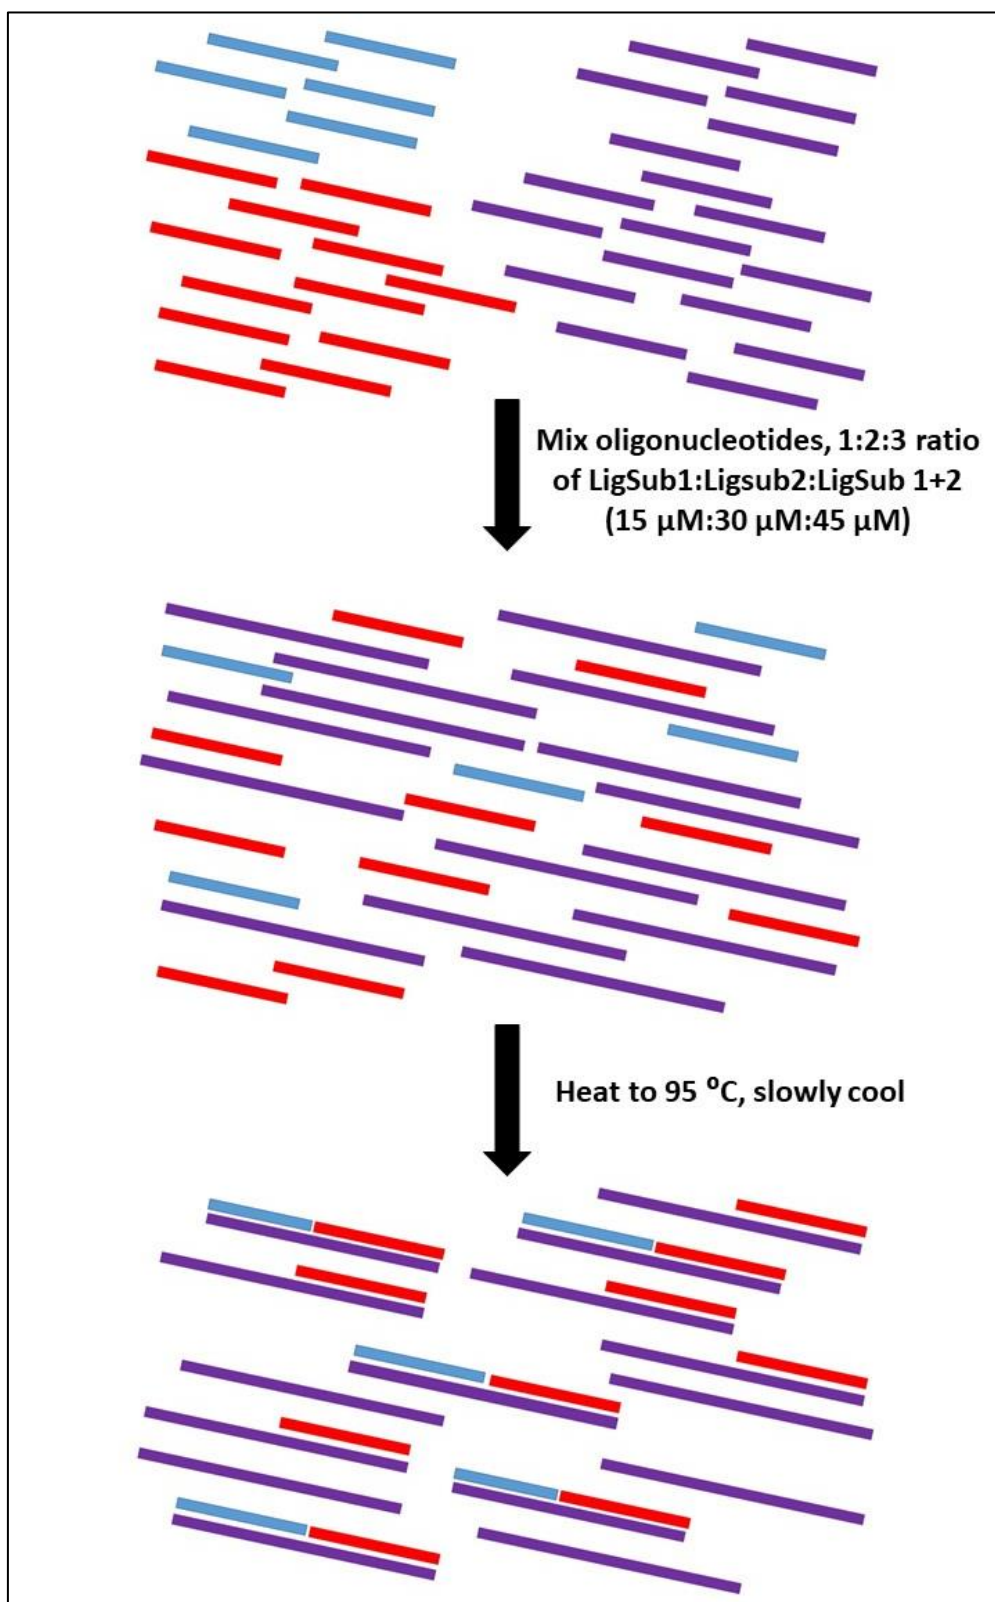 Mix oligonucleotides, 1:2:3 ratio
of LigSub1:Ligsub2:LigSub 1+2
(15 µM:30 µM:45 µM)
Heat to 95 ⁰C, slowly cool